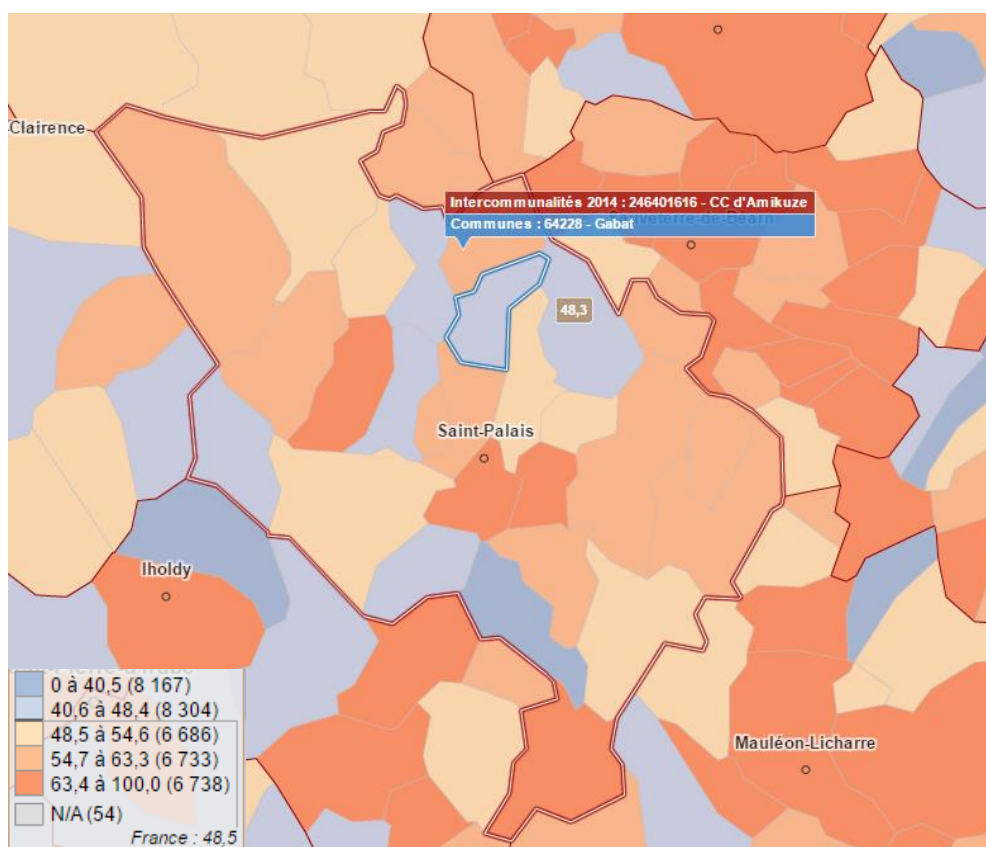 Clairence
Intercommunalités 2014 : 246401616 - CC d'Amikuze
Communes : 64228 - Gabat
48,3
Saint-Palais
Iholdy
Mauléon-Licharre
0 à 40,5 (8 167)
40,6 à 48,4 (8 304)
48,5 à 54,6 (6 686)
54,7 à 63,3 (6 733)
63,4 à 100,0 (6 738)
N/A (54)
France : 48,5